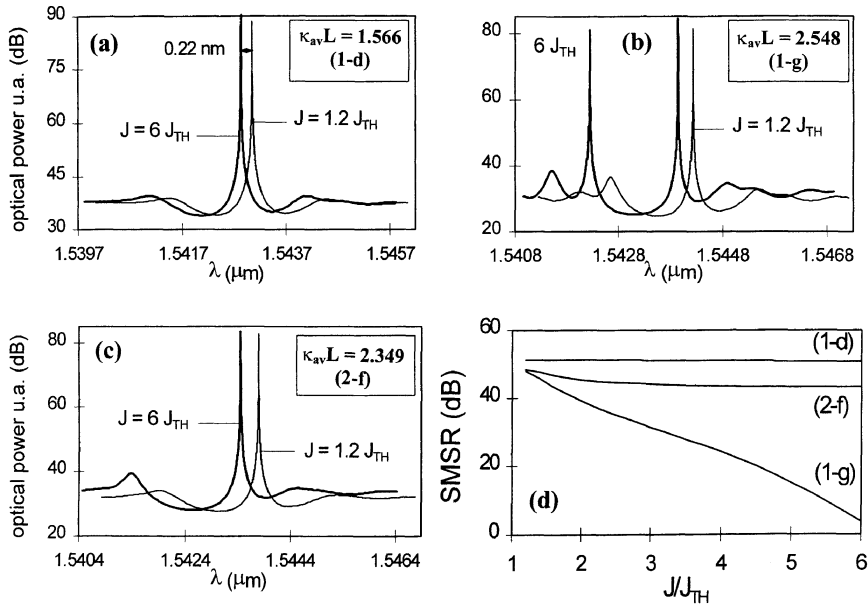 (a)
κavL = 1.566
(1-d)
0.22 nm
J = 6 JTH
J = 1.2 JTH
optical power u.a. (dB)
90
75
60
45
30
1.5397
1.5417
1.5437
1.5457
λ (μm)
(b)
κavL = 2.548
(1-g)
6 JTH
J = 1.2 JTH
80
60
40
20
1.5408
1.5428
1.5448
1.5468
λ (μm)
(c)
κavL = 2.349
(2-f)
J = 6 JTH
J = 1.2 JTH
optical power u.a. (dB)
80
60
40
20
1.5404
1.5424
1.5444
1.5464
λ (μm)
(d)
(1-d)
(2-f)
(1-g)
SMSR (dB)
60
40
20
0
1
2
3
4
5
6
J/JTH